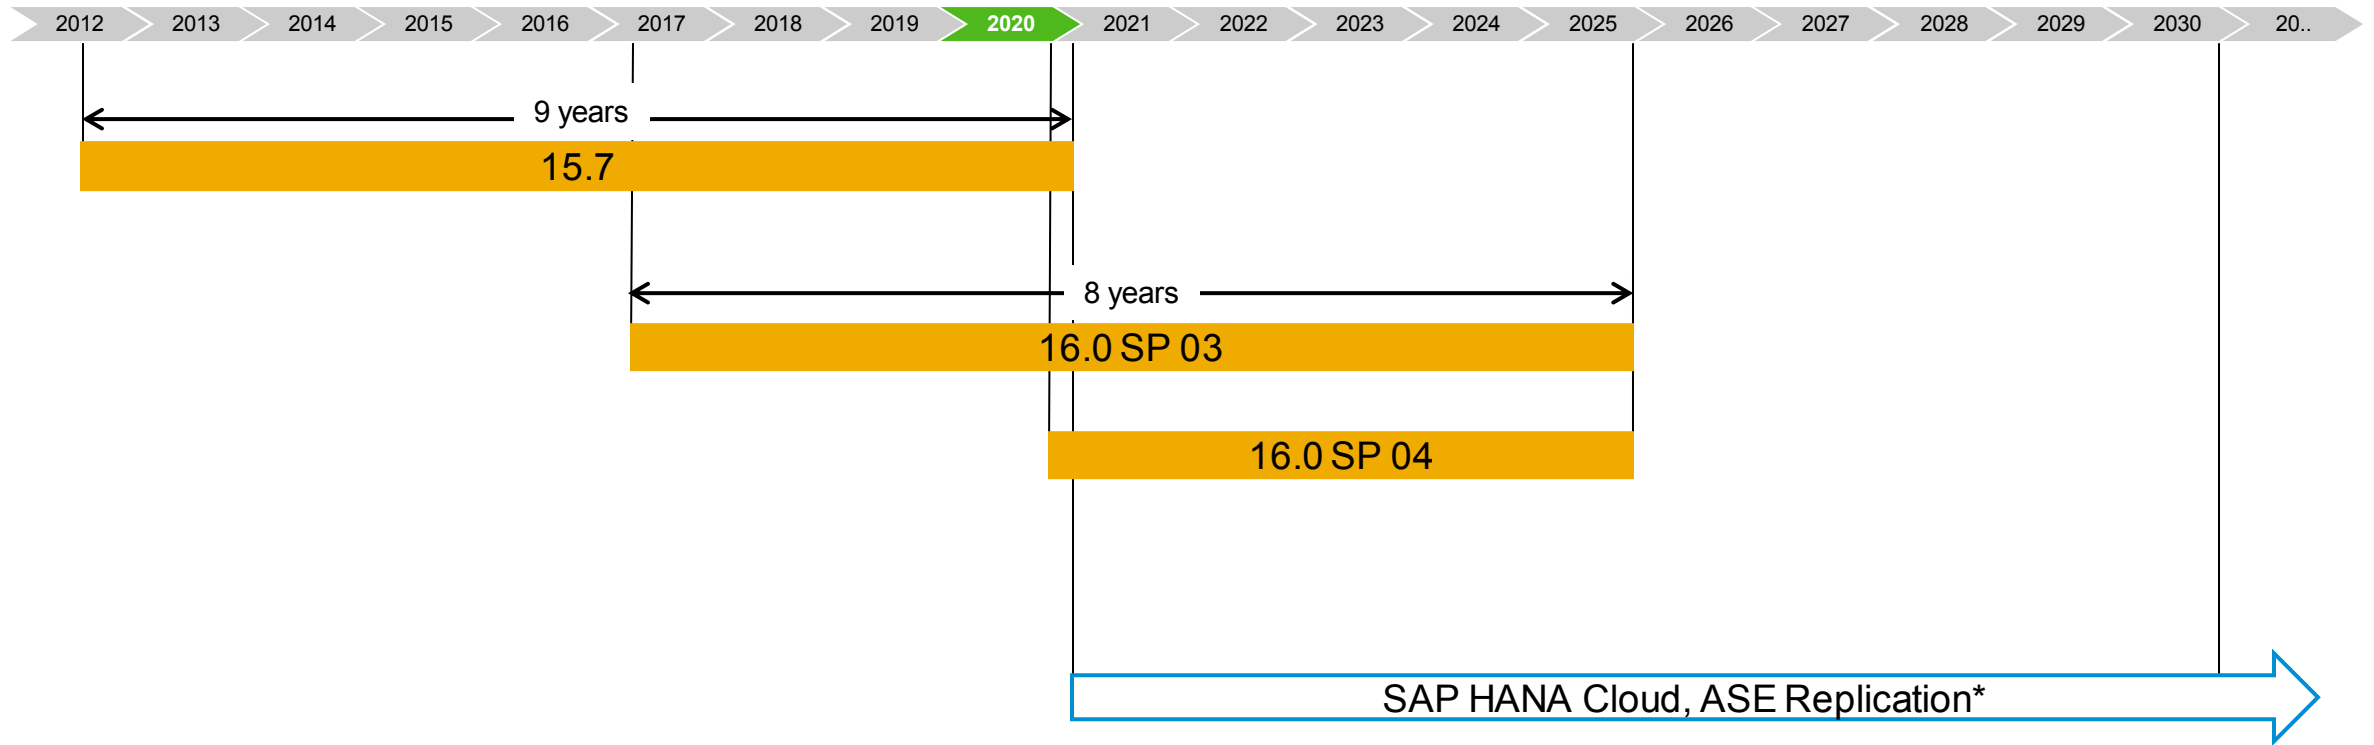 2012 2013 2014 2015 2016 2017 2018 2019 2020 2021 2022 2023 2024 2025 2026 2027 2028 2029 2030 20..
9 years
15.7
8 years
16.0 SP 03
16.0 SP 04
SAP HANA Cloud, ASE Replication*